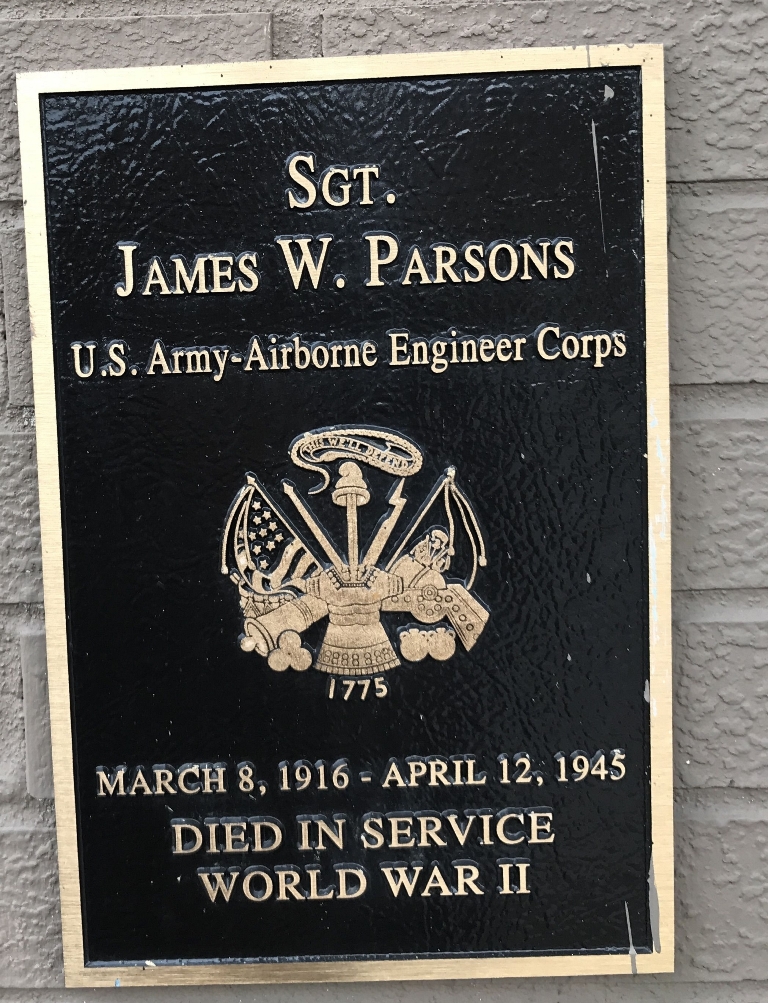 SGT.
JAMES W. PARSONS
U.S. Army-Airborne Engineer Corps
THIS WE'LL DEFEND
1775
MARCH 8, 1916 - APRIL 12, 1945
DIED IN SERVICE
WORLD WAR II